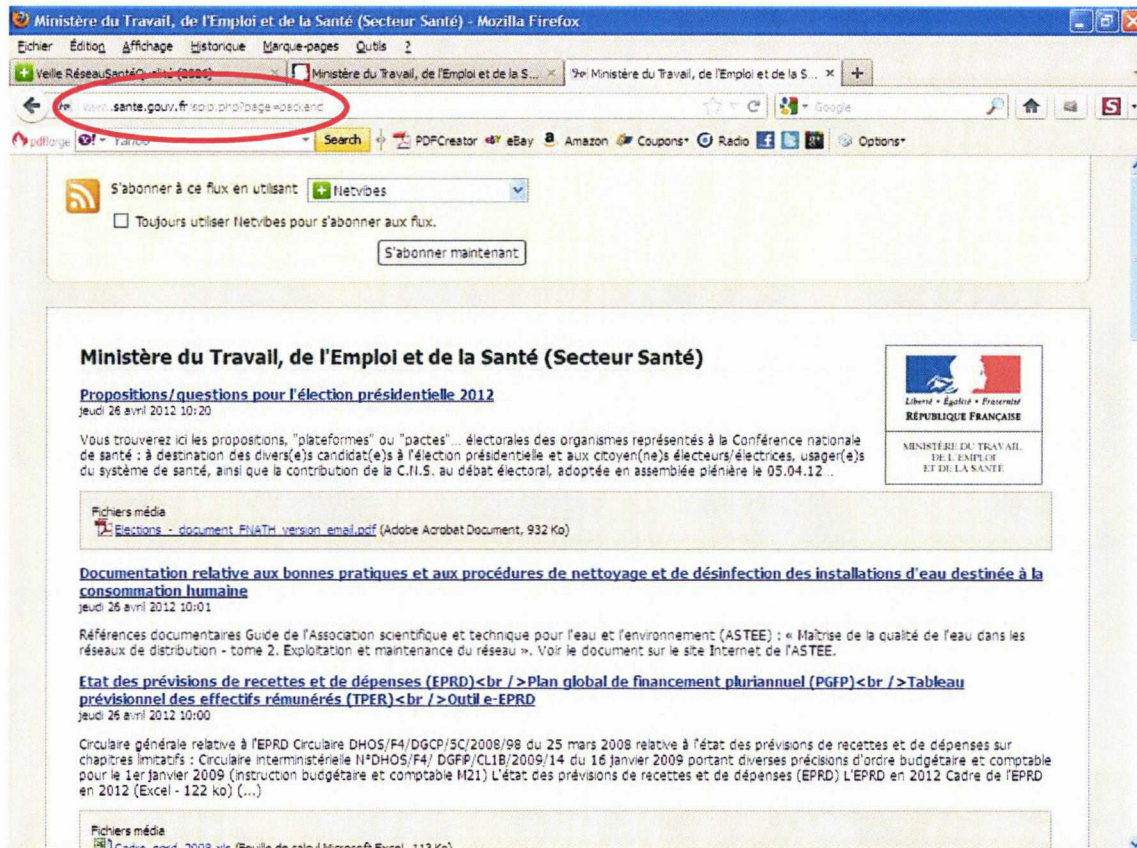 Ministère du Travail, de l'Emploi et de la Santé (Secteur Santé) - Mozilla Firefox
Fichier Édition Affichage Historique Marque-pages Outils ?
Veille RéseauSantéQualité Ministère du Travail, de l'Emploi et de la S... Ministère du Travail, de l'Emploi et de la S...
www.sante.gouv.fr/spip.php?page=backend Google
pdfforge Yahoo Search PDFCreator eBay Amazon Coupons Radio Options
S'abonner à ce flux en utilisant Netvibes
Toujours utiliser Netvibes pour s'abonner aux flux.
S'abonner maintenant
Ministère du Travail, de l'Emploi et de la Santé (Secteur Santé)
Liberté • Égalité • Fraternité
RÉPUBLIQUE FRANÇAISE
MINISTÈRE DU TRAVAIL,
DE L'EMPLOI
ET DE LA SANTÉ
Propositions/questions pour l'élection présidentielle 2012
jeudi 26 avril 2012 10:20
Vous trouverez ici les propositions, "plateformes" ou "pactes"... électorales des organismes représentés à la Conférence nationale
de santé : à destination des divers(e)s candidat(e)s à l'élection présidentielle et aux citoyen(ne)s électeurs/électrices, usager(e)s
du système de santé, ainsi que la contribution de la C.N.S. au débat électoral, adoptée en assemblée plénière le 05.04.12...
Fichiers média
Elections - document FNATH version email.pdf (Adobe Acrobat Document, 932 Ko)
Documentation relative aux bonnes pratiques et aux procédures de nettoyage et de désinfection des installations d'eau destinée à la
consommation humaine
jeudi 26 avril 2012 10:01
Références documentaires Guide de l'Association scientifique et technique pour l'eau et l'environnement (ASTEE) : « Maîtrise de la qualité de l'eau dans les
réseaux de distribution - tome 2. Exploitation et maintenance du réseau ». Voir le document sur le site Internet de l'ASTEE.
Etat des prévisions de recettes et de dépenses (EPRD)<br />Plan global de financement pluriannuel (PGFP)<br />Tableau
prévisionnel des effectifs rémunérés (TPER)<br />Outil e-EPRD
jeudi 26 avril 2012 10:00
Circulaire générale relative à l'EPRD Circulaire DHOS/F4/DGCP/5C/2008/98 du 25 mars 2008 relative à l'état des prévisions de recettes et de dépenses sur
chapitres limitatifs : Circulaire interministérielle N°DHOS/F4/ DGFIP/CL1B/2009/14 du 16 janvier 2009 portant diverses précisions d'ordre budgétaire et comptable
pour le 1er janvier 2009 (instruction budgétaire et comptable M21) L'état des prévisions de recettes et de dépenses (EPRD) L'EPRD en 2012 Cadre de l'EPRD
en 2012 (Excel - 122 ko) (...)
Fichiers média
(Feuille de calcul Microsoft Excel, 113 Ko)